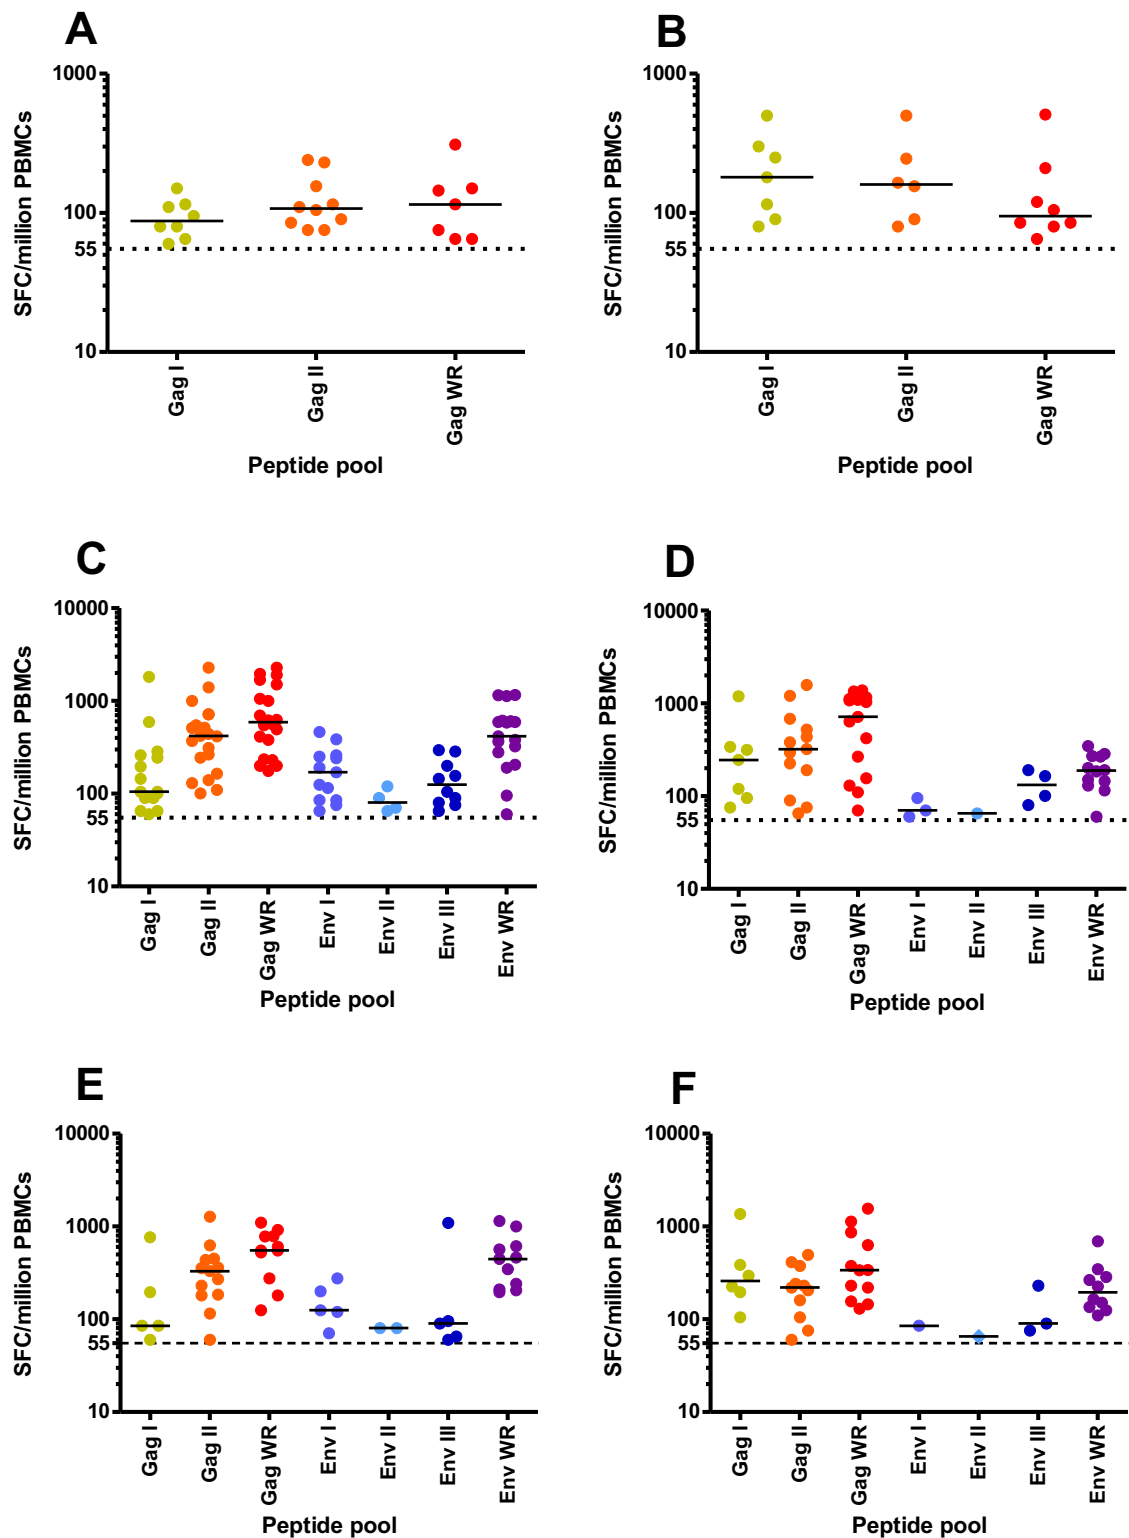 A
SFC/million PBMCs
1000
100
55
10
Gag I
Gag II
Gag WR
Peptide pool
B
SFC/million PBMCs
1000
100
55
10
Gag I
Gag II
Gag WR
Peptide pool
C
SFC/million PBMCs
10000
1000
100
55
10
Gag I
Gag II
Gag WR
Env I
Env II
Env III
Env WR
Peptide pool
D
SFC/million PBMCs
10000
1000
100
55
10
Gag I
Gag II
Gag WR
Env I
Env II
Env III
Env WR
Peptide pool
E
SFC/million PBMCs
10000
1000
100
55
10
Gag I
Gag II
Gag WR
Env I
Env II
Env III
Env WR
Peptide pool
F
SFC/million PBMCs
10000
1000
100
55
10
Gag I
Gag II
Gag WR
Env I
Env II
Env III
Env WR
Peptide pool